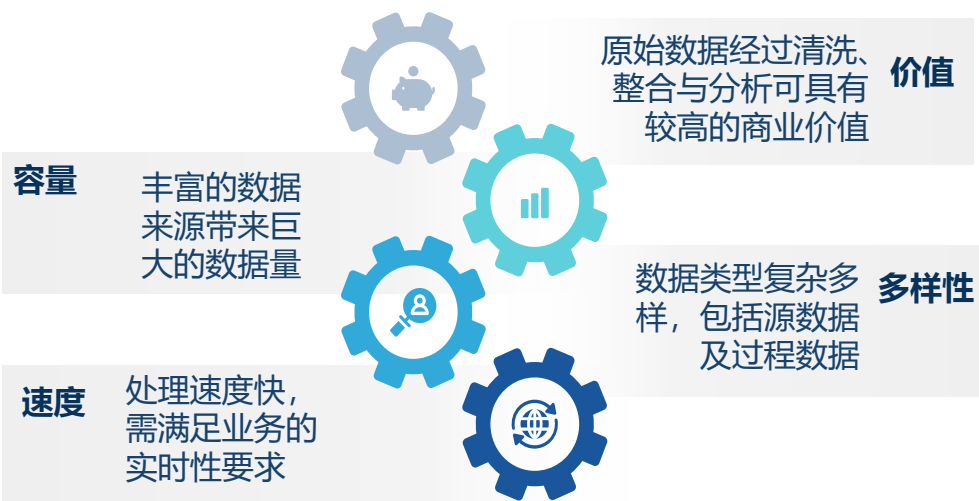 价值
原始数据经过清洗、
整合与分析可具有
较高的商业价值
容量
丰富的数据
来源带来巨
大的数据量
多样性
数据类型复杂多
样，包括源数据
及过程数据
速度
处理速度快，
需满足业务的
实时性要求